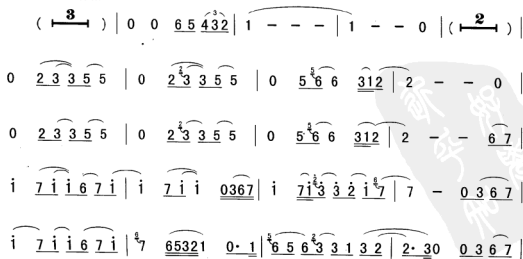 ( 3 ) | 0 0 6 5 4 3 2 | 1 - - - | 1 - - 0 | ( 2 ) |
0 2 3 3 5 5 | 0 2 3 3 5 5 | 0 5 6 6 3 1 2 | 2 - - 0 |
0 2 3 3 5 5 | 0 2 3 3 5 5 | 0 5· 6 6 3 1 2 | 2 - - 6 7 |
i 7 i i 6 7 i | i 7 i i 0 3 6 7 | i 7 i 3 3 2 i 7 | 7 - 0 3 6 7 |
i 7 i i 6 7 i | 7 6 5 3 2 1 0· 1 | 6 5 6 3 3 1 3 2 | 2· 3 0 0 3 6 7 |